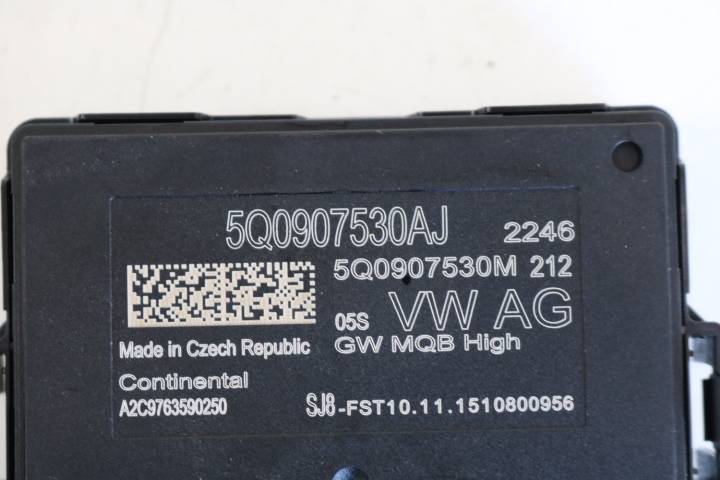 5Q0907530AJ 2246
5Q0907530M 212
05S VW AG
Made in Czech Republic GW MQB High
Continental
A2C9763590250 SJ8-FST10.11.1510800956